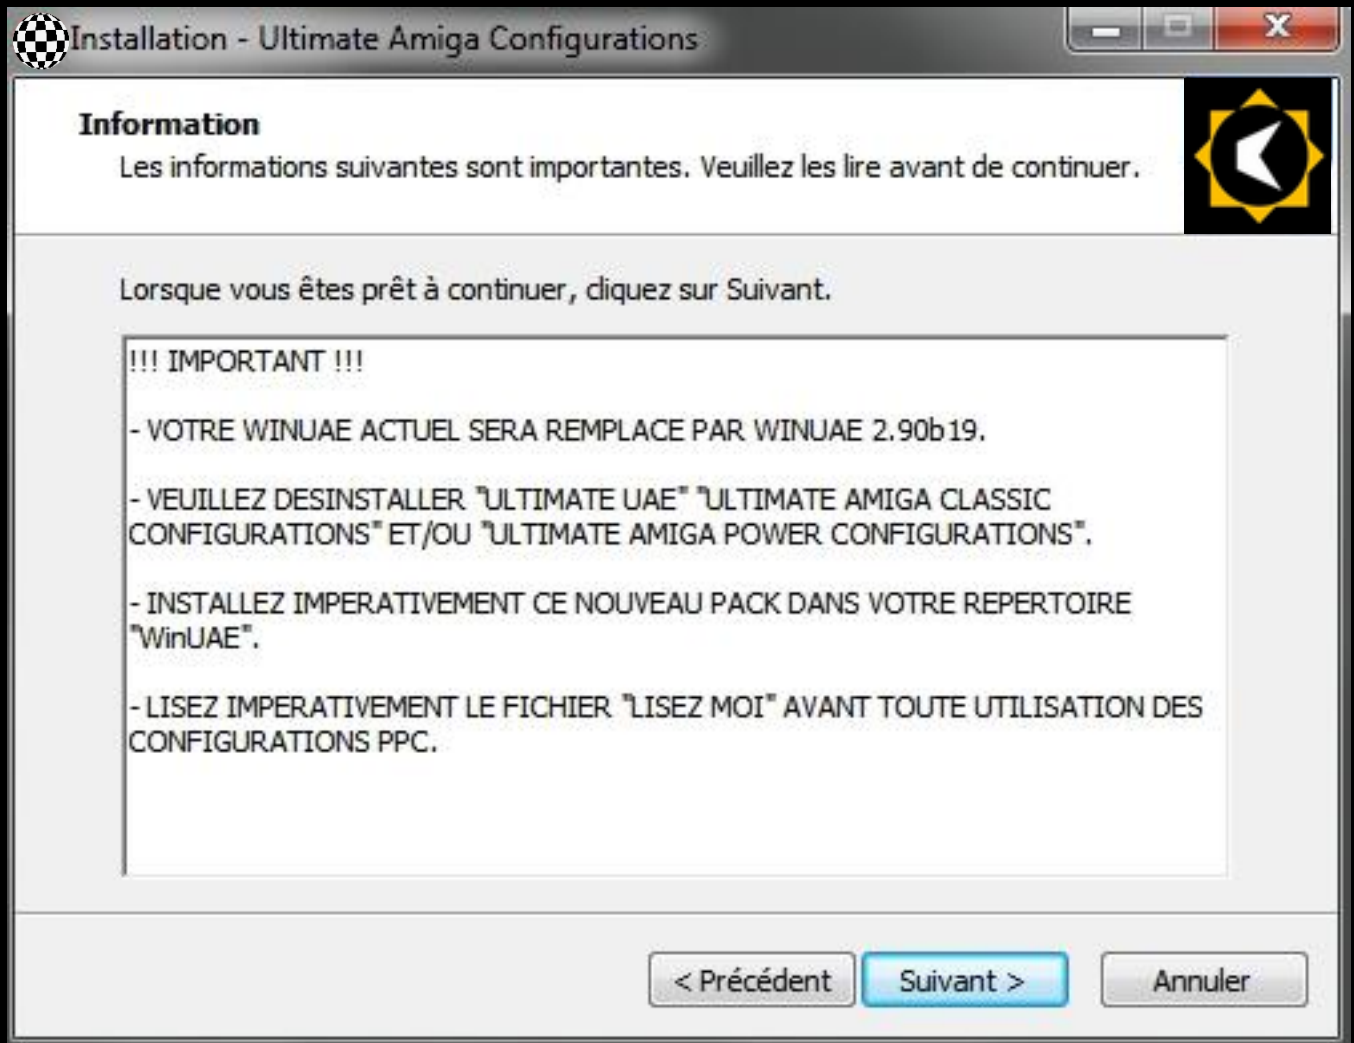 Installation - Ultimate Amiga Configurations
Information
Les informations suivantes sont importantes. Veuillez les lire avant de continuer.
Lorsque vous êtes prêt à continuer, cliquez sur Suivant.
!!! IMPORTANT !!!
- VOTRE WINUAE ACTUEL SERA REMPLACE PAR WINUAE 2.90b19.
- VEUILLEZ DESINSTALLER "ULTIMATE UAE" "ULTIMATE AMIGA CLASSIC
CONFIGURATIONS" ET/OU "ULTIMATE AMIGA POWER CONFIGURATIONS".
- INSTALLEZ IMPERATIVEMENT CE NOUVEAU PACK DANS VOTRE REPERTOIRE
"WinUAE".
- LISEZ IMPERATIVEMENT LE FICHIER "LISEZ MOI" AVANT TOUTE UTILISATION DES
CONFIGURATIONS PPC.
< Précédent
Suivant >
Annuler